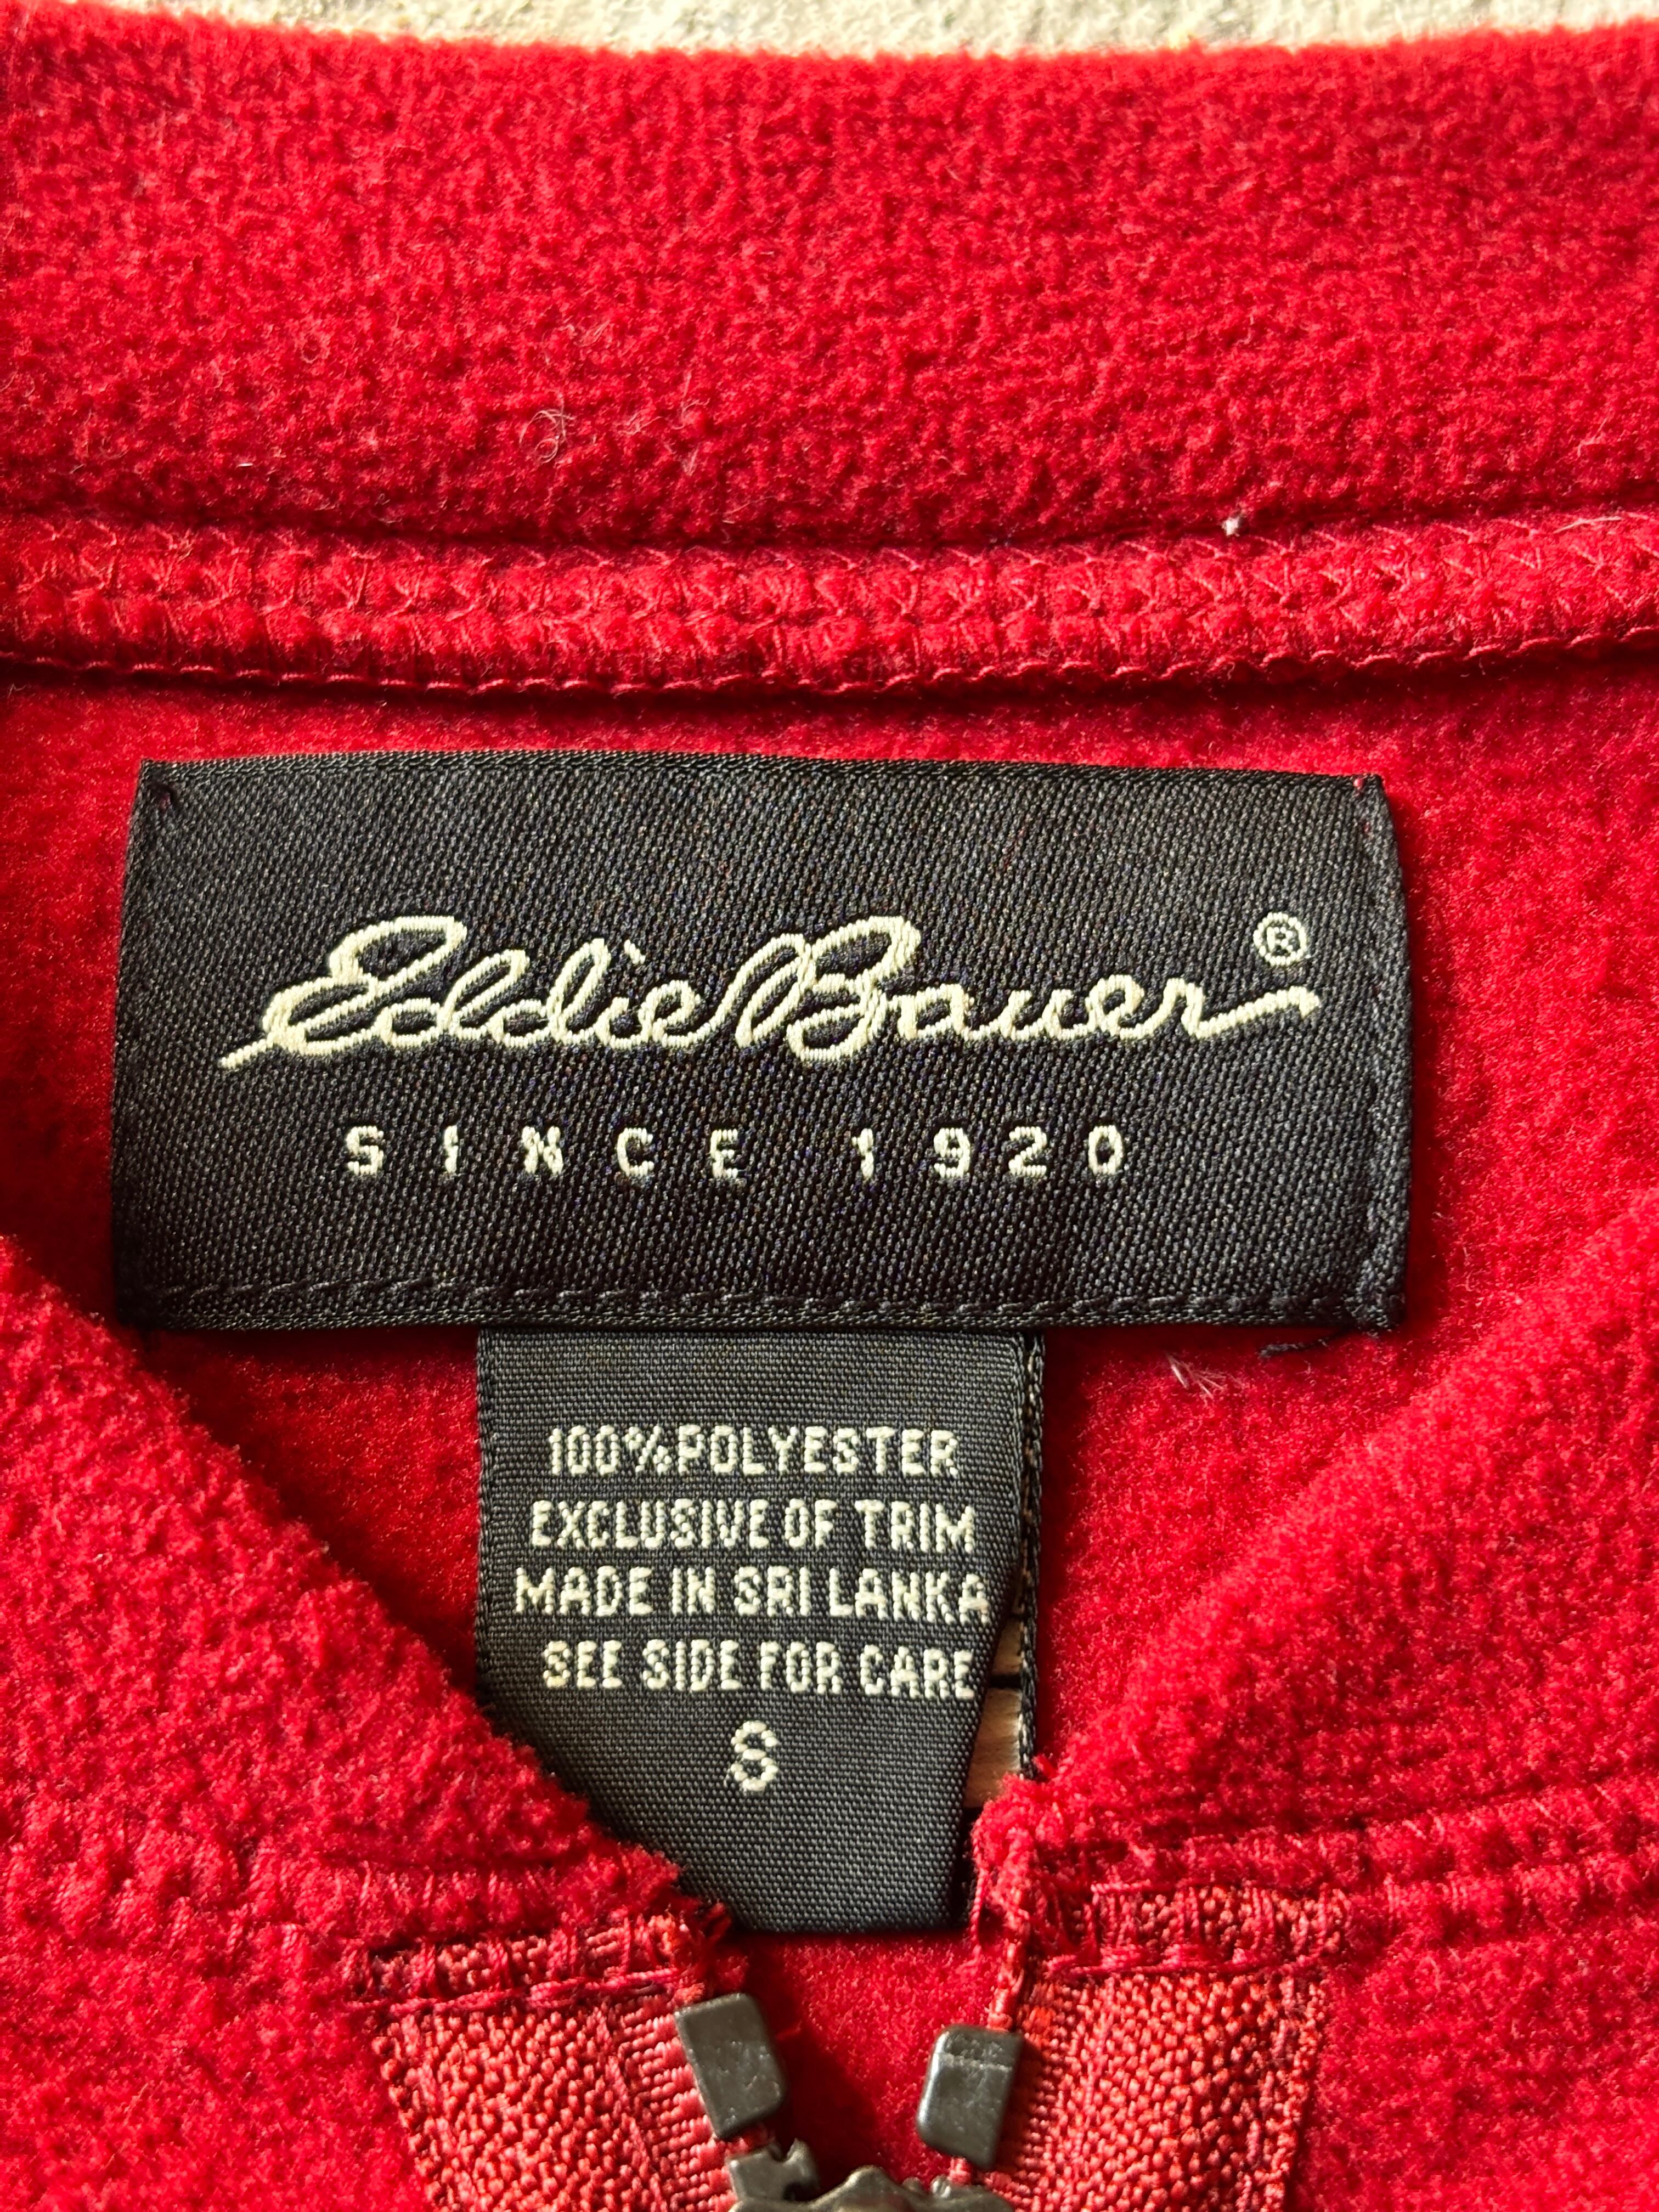 Eddie Bauer®
SINCE 1920
100% POLYESTER
EXCLUSIVE OF TRIM
MADE IN SRI LANKA
SEE SIDE FOR CARE
S